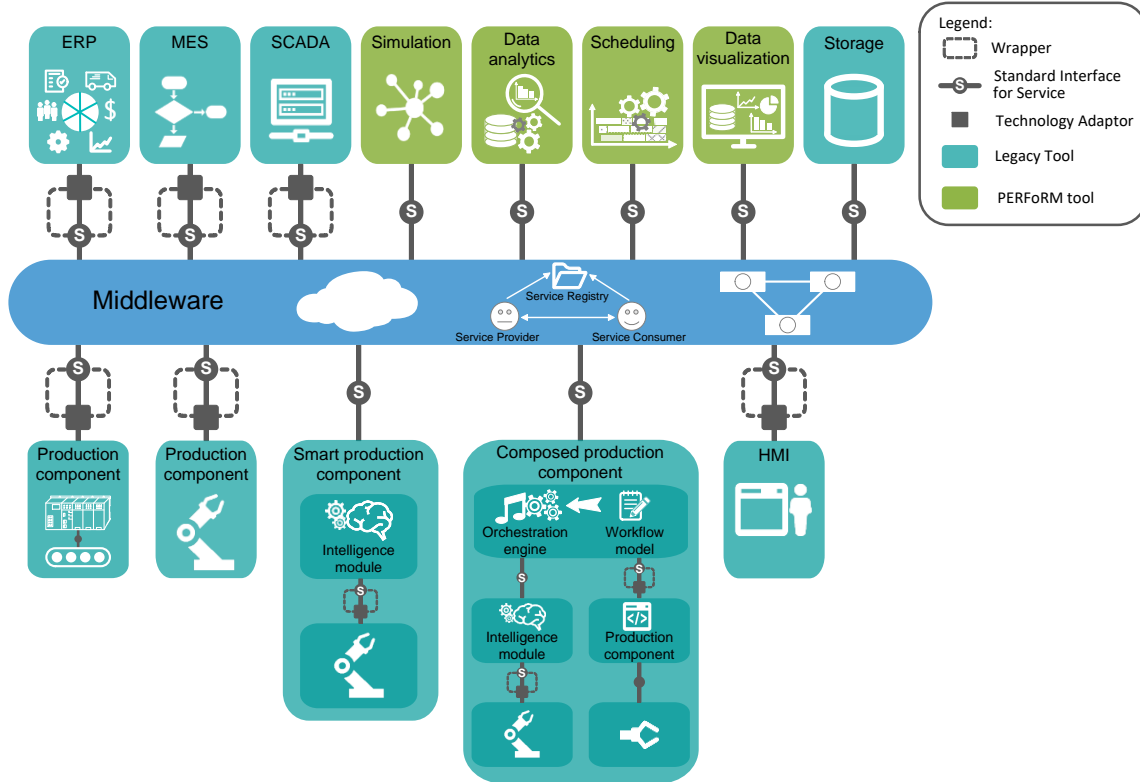 ERP
MES
SCADA
Simulation
Data
analytics
Scheduling
Data
visualization
Storage
Legend:
Wrapper
S
Standard Interface
for Service
Technology Adaptor
Legacy Tool
PERFoRM tool
$
S
S
S
S
S
S
S
S
Middleware
Service Registry
Service Provider
Service Consumer
S
S
S
S
S
Production
component
Production
component
Smart production
component
Composed production
component
HMI
Intelligence
module
Orchestration
engine
Workflow
model
S
S
S
</>
Intelligence
module
Production
component
S